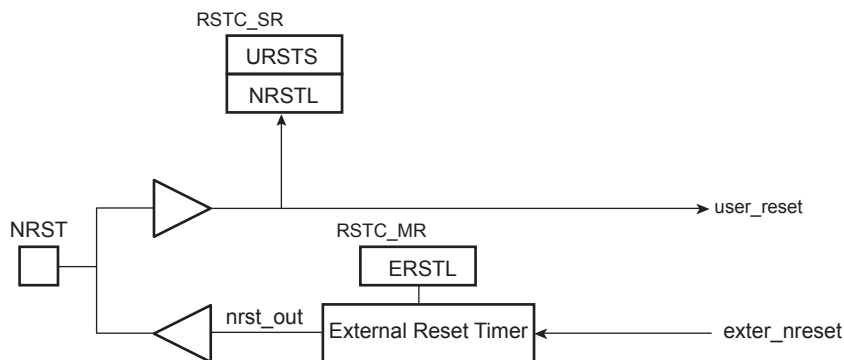 RSTC_SR
URSTS
NRSTL
user_reset
NRST
RSTC_MR
ERSTL
nrst_out
External Reset Timer
exter_nreset